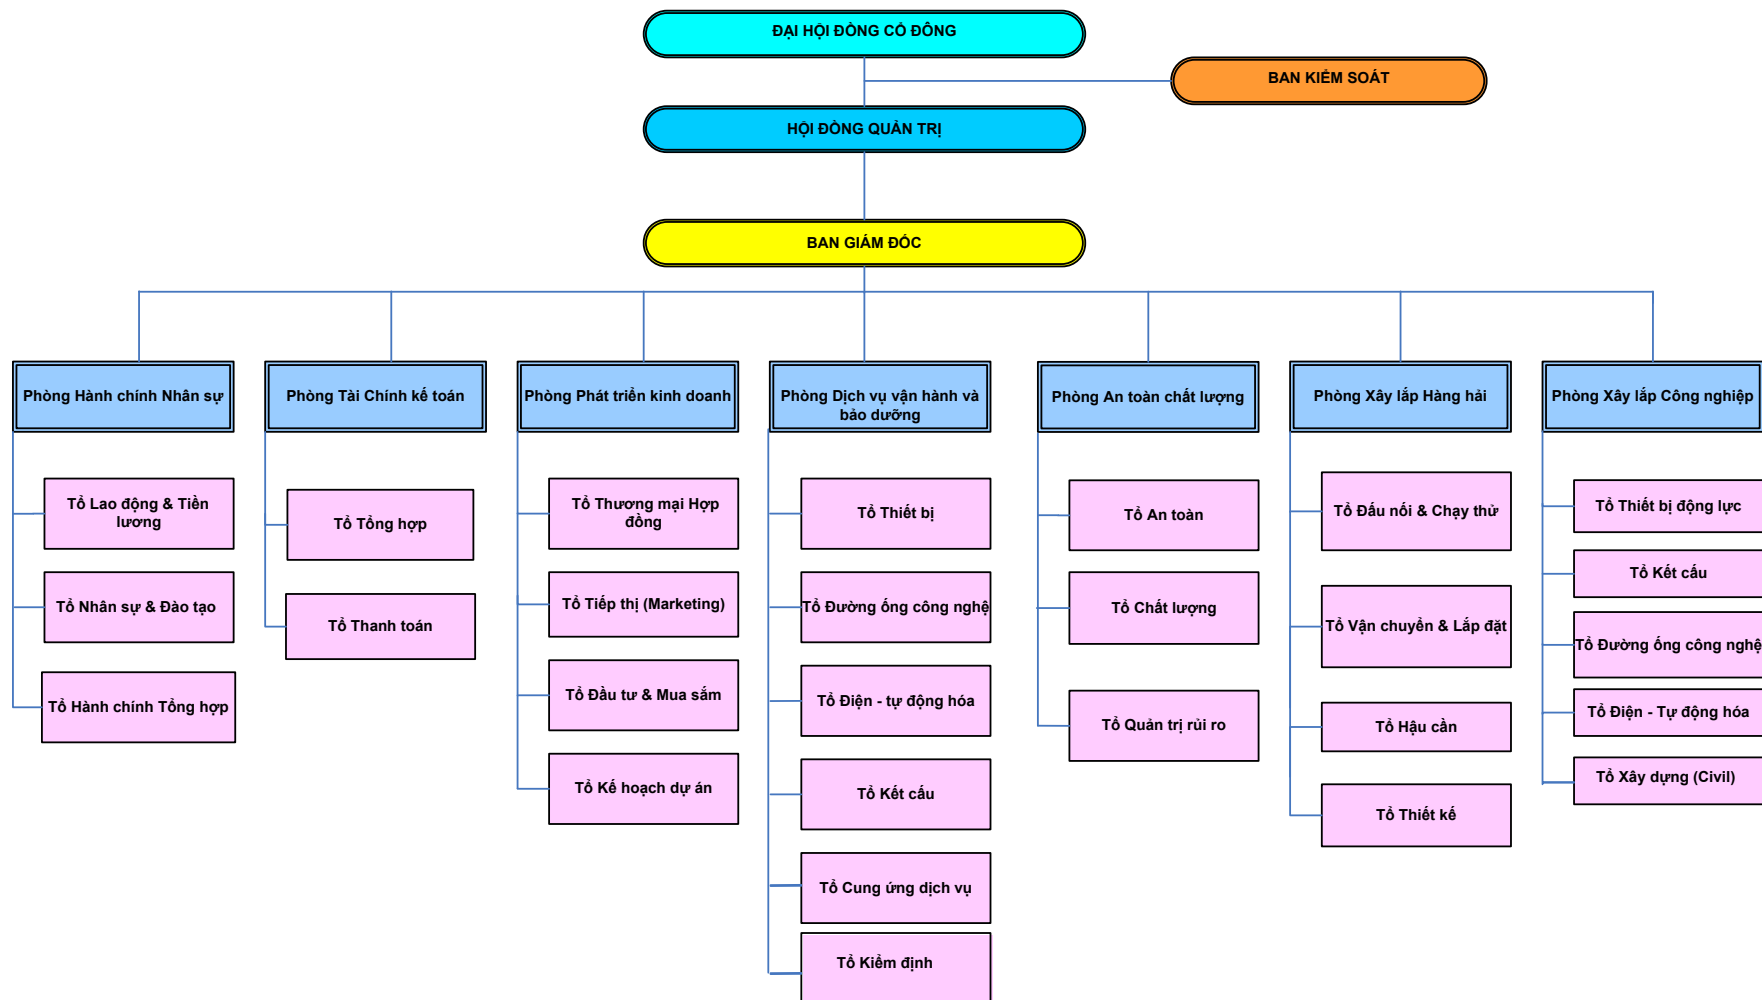 ĐẠI HỘI ĐỒNG CỔ ĐÔNG
BAN KIỂM SOÁT
HỘI ĐỒNG QUẢN TRỊ
BAN GIÁM ĐỐC
Phòng Hành chính Nhân sự
Phòng Tài Chính kế toán
Phòng Phát triển kinh doanh
Phòng Dịch vụ vận hành và
bảo dưỡng
Phòng An toàn chất lượng
Phòng Xây lắp Hàng hải
Phòng Xây lắp Công nghiệp
Tổ Lao động & Tiền
lương
Tổ Nhân sự & Đào tạo
Tổ Hành chính Tổng hợp
Tổ Tổng hợp
Tổ Thanh toán
Tổ Thương mại Hợp
đồng
Tổ Tiếp thị (Marketing)
Tổ Đầu tư & Mua sắm
Tổ Kế hoạch dự án
Tổ Thiết bị
Tổ Đường ống công nghệ
Tổ Điện - tự động hóa
Tổ Kết cấu
Tổ Cung ứng dịch vụ
Tổ Kiểm định
Tổ An toàn
Tổ Chất lượng
Tổ Quản trị rủi ro
Tổ Đấu nối & Chạy thử
Tổ Vận chuyển & Lắp đặt
Tổ Hậu cần
Tổ Thiết kế
Tổ Thiết bị động lực
Tổ Kết cấu
Tổ Đường ống công nghệ
Tổ Điện - Tự động hóa
Tổ Xây dựng (Civil)